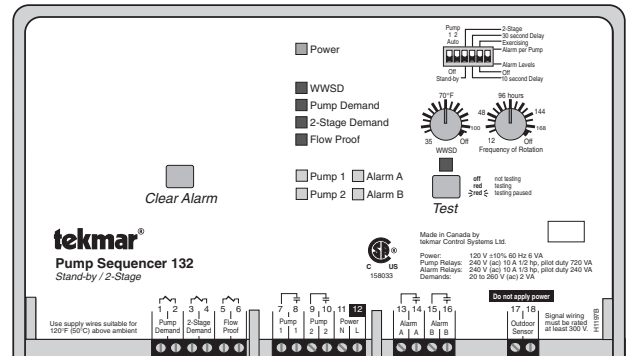 Pump
1 2
Auto
2-Stage
30 second Delay
Exercising
Alarm per Pump
Alarm Levels
Off
10 second Delay
Off
Stand-by
Power
WWSD
Pump Demand
2-Stage Demand
Flow Proof
Pump 1
Alarm A
Pump 2
Alarm B
70°F
35
100
Off
WWSD
96 hours
48
144
12
168
Off
Frequency of Rotation
Clear Alarm
Test
off not testing
red testing
red testing paused
tekmar®
Pump Sequencer 132
Stand-by / 2-Stage
C US
®
158033
Made in Canada by
tekmar Control Systems Ltd.
Power: 120 V ±10% 60 Hz 6 VA
Pump Relays: 240 V (ac) 10 A 1/2 hp, pilot duty 720 VA
Alarm Relays: 240 V (ac) 10 A 1/3 hp, pilot duty 240 VA
Demands: 20 to 260 V (ac) 2 VA
Do not apply power
Use supply wires suitable for
120°F (50°C) above ambient
1 2 3 4 5 6
Pump
Demand
2-Stage
Demand
Flow
Proof
7 8 9 10 11 12
Pump
1 1
Pump
2 2
Power
N L
13 14 15 16
Alarm
A A
Alarm
B B
17 18
Outdoor
Sensor
Signal wiring
must be rated
at least 300 V.
H1197B